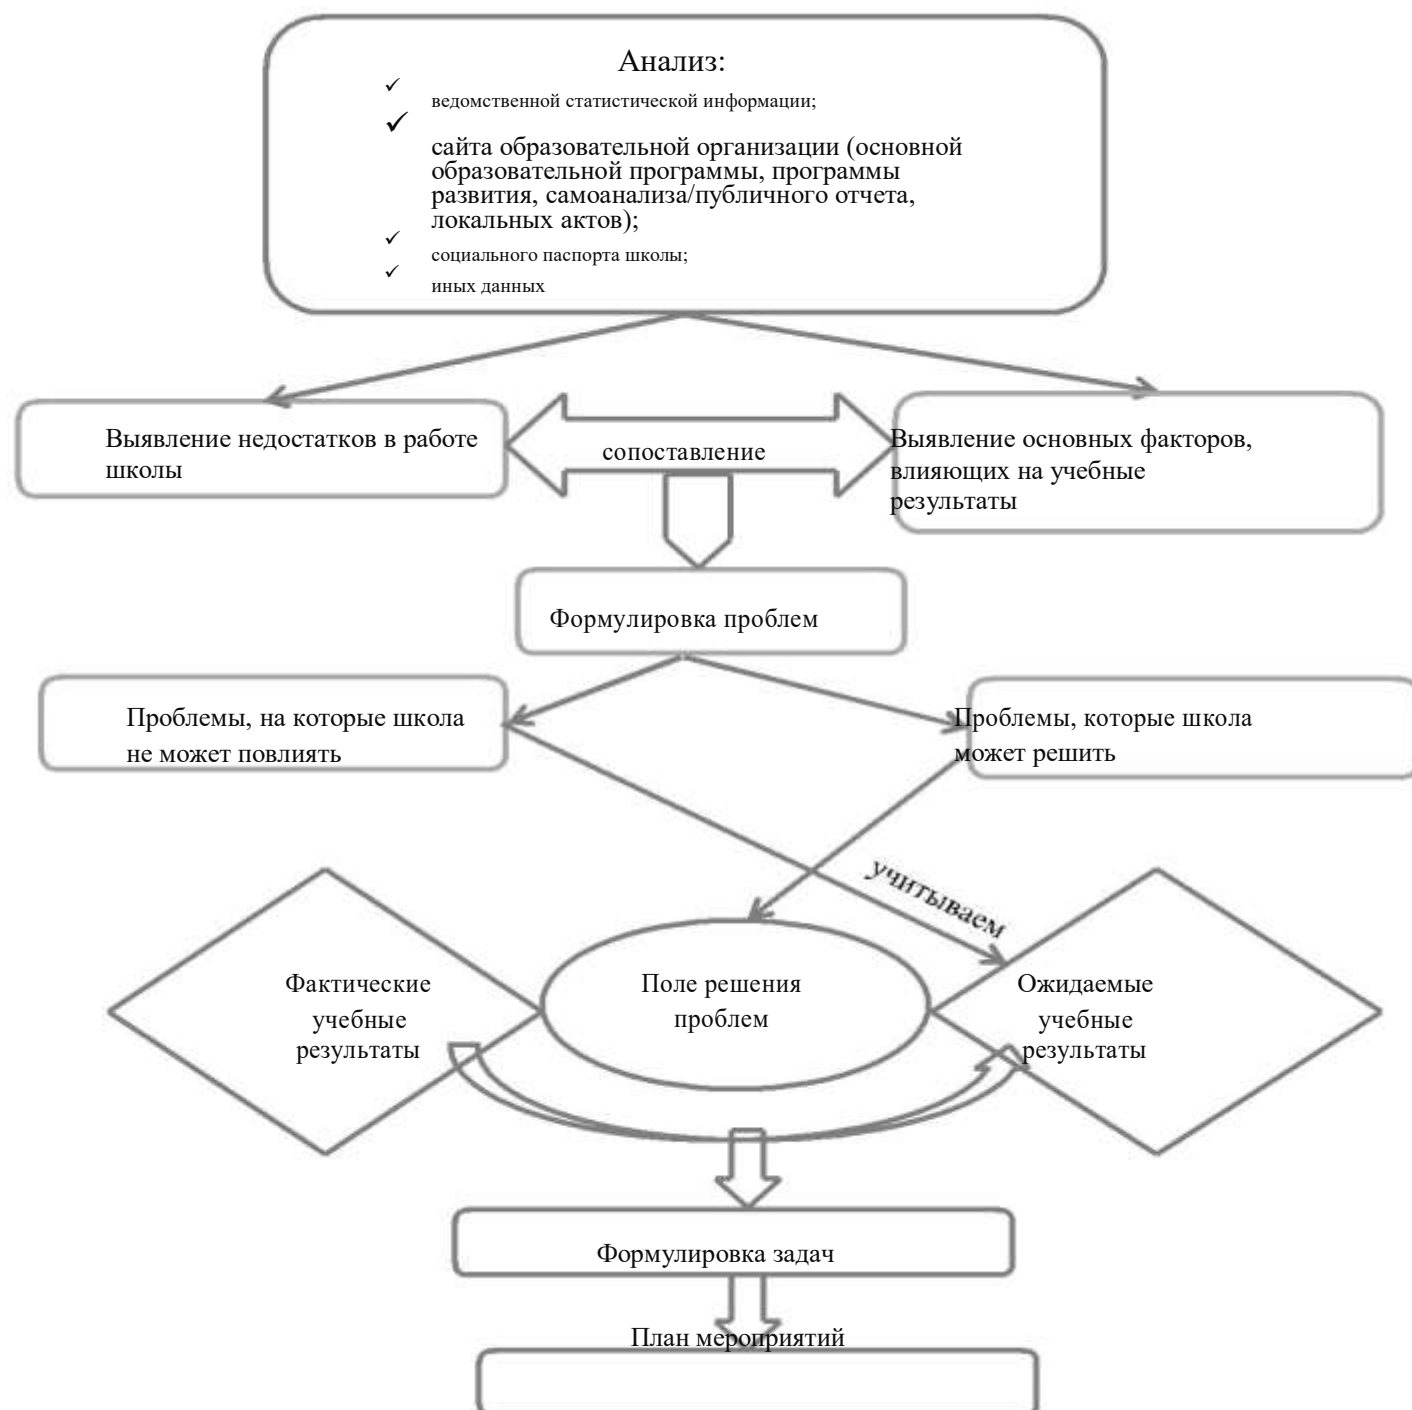 Анализ:
ведомственной статистической информации;
сайта образовательной организации (основной
образовательной программы, программы
развития, самоанализа/публичного отчета,
локальных актов);
социального паспорта школы;
иных данных
Выявление недостатков в работе
школы
сопоставление
Выявление основных факторов,
влияющих на учебные
результаты
Формулировка проблем
Проблемы, на которые школа
не может повлиять
Проблемы, которые школа
может решить
учитываем
Фактические
учебные
результаты
Поле решения
проблем
Ожидаемые
учебные
результаты
Формулировка задач
План мероприятий